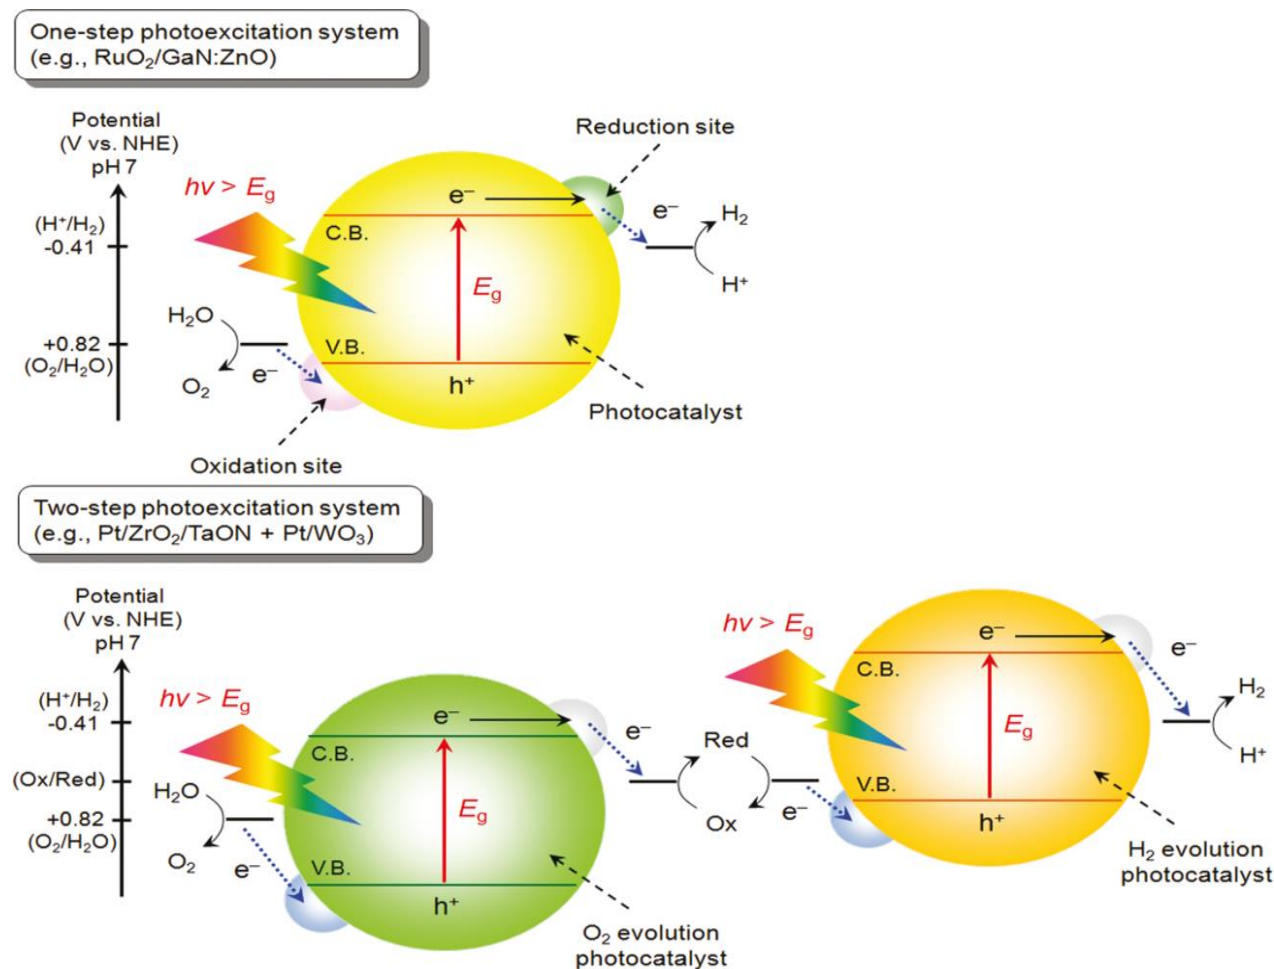 One-step photoexcitation system
(e.g., RuO₂/GaN:ZnO)
Potential
(V vs. NHE)
pH 7
(H⁺/H₂)
-0.41
+0.82
(O₂/H₂O)
hν > Eg
H₂O
O₂
e⁻
Oxidation site
C.B.
V.B.
e⁻
Eg
h⁺
Reduction site
e⁻
H₂
H⁺
Photocatalyst
Two-step photoexcitation system
(e.g., Pt/ZrO₂/TaON + Pt/WO₃)
Potential
(V vs. NHE)
pH 7
(H⁺/H₂)
-0.41
(Ox/Red)
+0.82
(O₂/H₂O)
hν > Eg
H₂O
O₂
e⁻
C.B.
V.B.
e⁻
Eg
h⁺
O₂ evolution
photocatalyst
e⁻
Red
Ox
e⁻
hν > Eg
C.B.
V.B.
e⁻
Eg
h⁺
e⁻
H₂
H⁺
H₂ evolution
photocatalyst